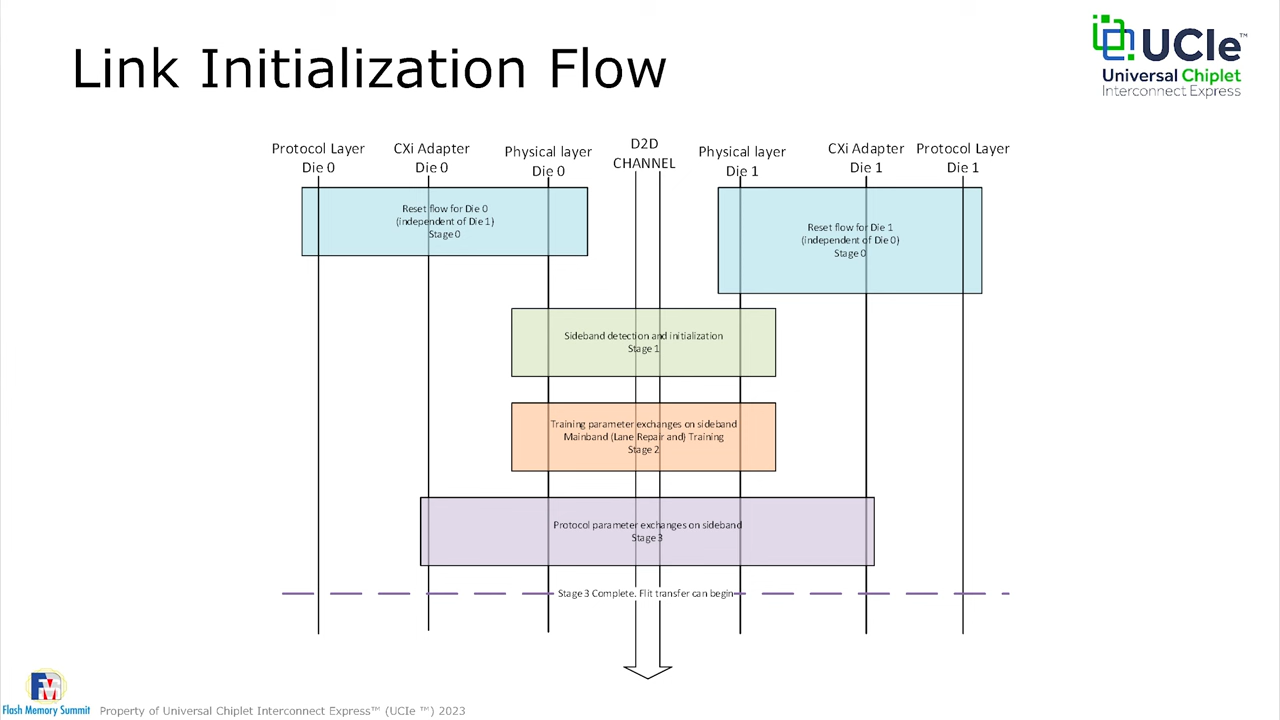 Link Initialization Flow
UCIe™
Universal Chiplet
Interconnect Express
Protocol Layer
Die 0
CXi Adapter
Die 0
Physical layer
Die 0
D2D
CHANNEL
Physical layer
Die 1
CXi Adapter
Die 1
Protocol Layer
Die 1
Reset flow for Die 0
(independent of Die 1)
Stage 0
Reset flow for Die 1
(independent of Die 0)
Stage 0
Sideband detection and initialization
Stage 1
Training parameter exchanges on sideband
Mainband (Lane Repair and) Training
Stage 2
Protocol parameter exchanges on sideband
Stage 3
Stage 3 Complete. Flit transfer can begin
FMS
Flash Memory Summit
Property of Universal Chiplet Interconnect Express™ (UCIe ™) 2023